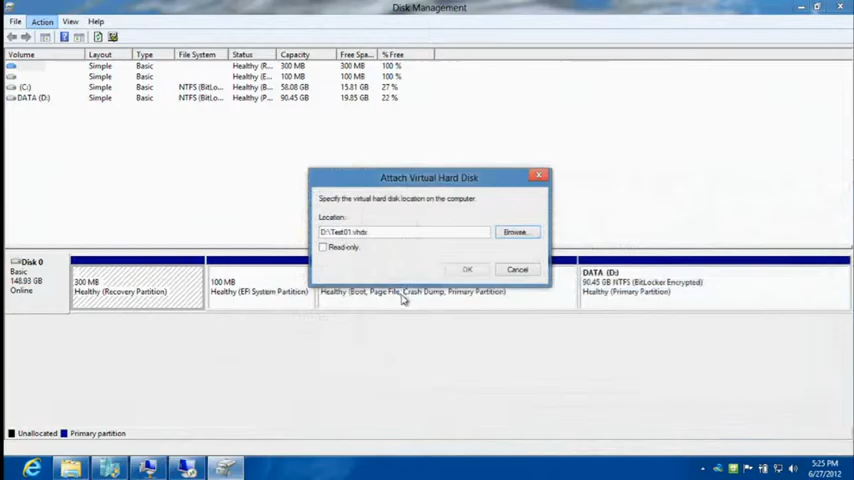 Disk Management
File Action View Help
Volume Layout Type File System Status Capacity Free Spa... % Free
Simple Basic Healthy (R... 300 MB 300 MB 100 %
Simple Basic Healthy (E... 100 MB 100 MB 100 %
(C:) Simple Basic NTFS (BitLo... Healthy (B... 58.08 GB 15.81 GB 27 %
DATA (D:) Simple Basic NTFS (BitLo... Healthy (P... 90.45 GB 19.85 GB 22 %
Attach Virtual Hard Disk
Specify the virtual hard disk location on the computer.
Location:
D:\Test01.vhdx Browse...
Read-only.
OK Cancel
Disk 0
Basic
148.93 GB
Online
300 MB
Healthy (Recovery Partition)
100 MB
Healthy (EFI System Partition)
Healthy (Boot, Page File, Crash Dump, Primary Partition)
DATA (D:)
90.45 GB NTFS (BitLocker Encrypted)
Healthy (Primary Partition)
Unallocated Primary partition
5:25 PM
6/27/2012